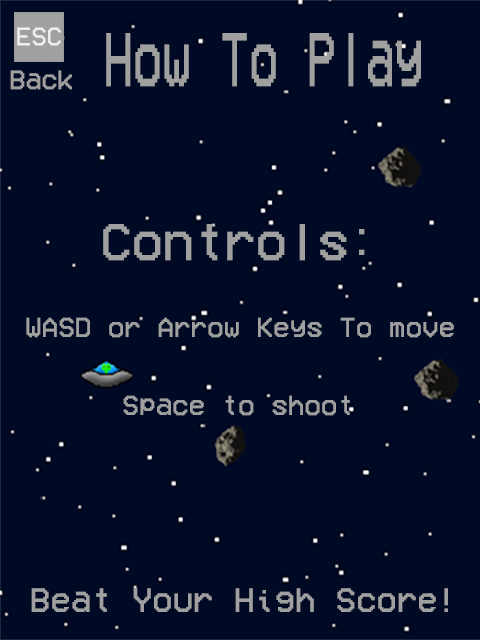 ESC
Back
How To Play
Controls:
WASD or Arrow Keys To move
Space to shoot
Beat Your High Score!